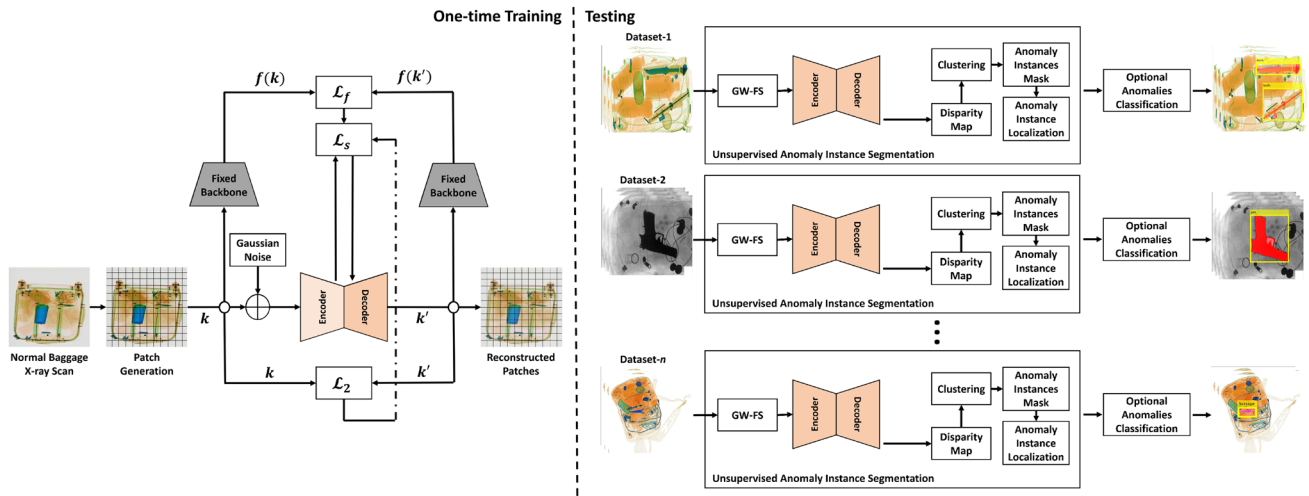 One-time Training
Testing
f(k)
f(k′)
ℒf
ℒs
Fixed
Backbone
Fixed
Backbone
Gaussian
Noise
Encoder
Decoder
k
k′
Normal Baggage
X-ray Scan
Patch
Generation
Reconstructed
Patches
k
ℒ2
k′
Dataset-1
GW-FS
Encoder
Decoder
Disparity
Map
Clustering
Anomaly
Instances
Mask
Anomaly
Instance
Localization
Unsupervised Anomaly Instance Segmentation
Optional
Anomalies
Classification
Dataset-2
GW-FS
Encoder
Decoder
Disparity
Map
Clustering
Anomaly
Instances
Mask
Anomaly
Instance
Localization
Unsupervised Anomaly Instance Segmentation
Optional
Anomalies
Classification
Dataset-n
GW-FS
Encoder
Decoder
Disparity
Map
Clustering
Anomaly
Instances
Mask
Anomaly
Instance
Localization
Unsupervised Anomaly Instance Segmentation
Optional
Anomalies
Classification